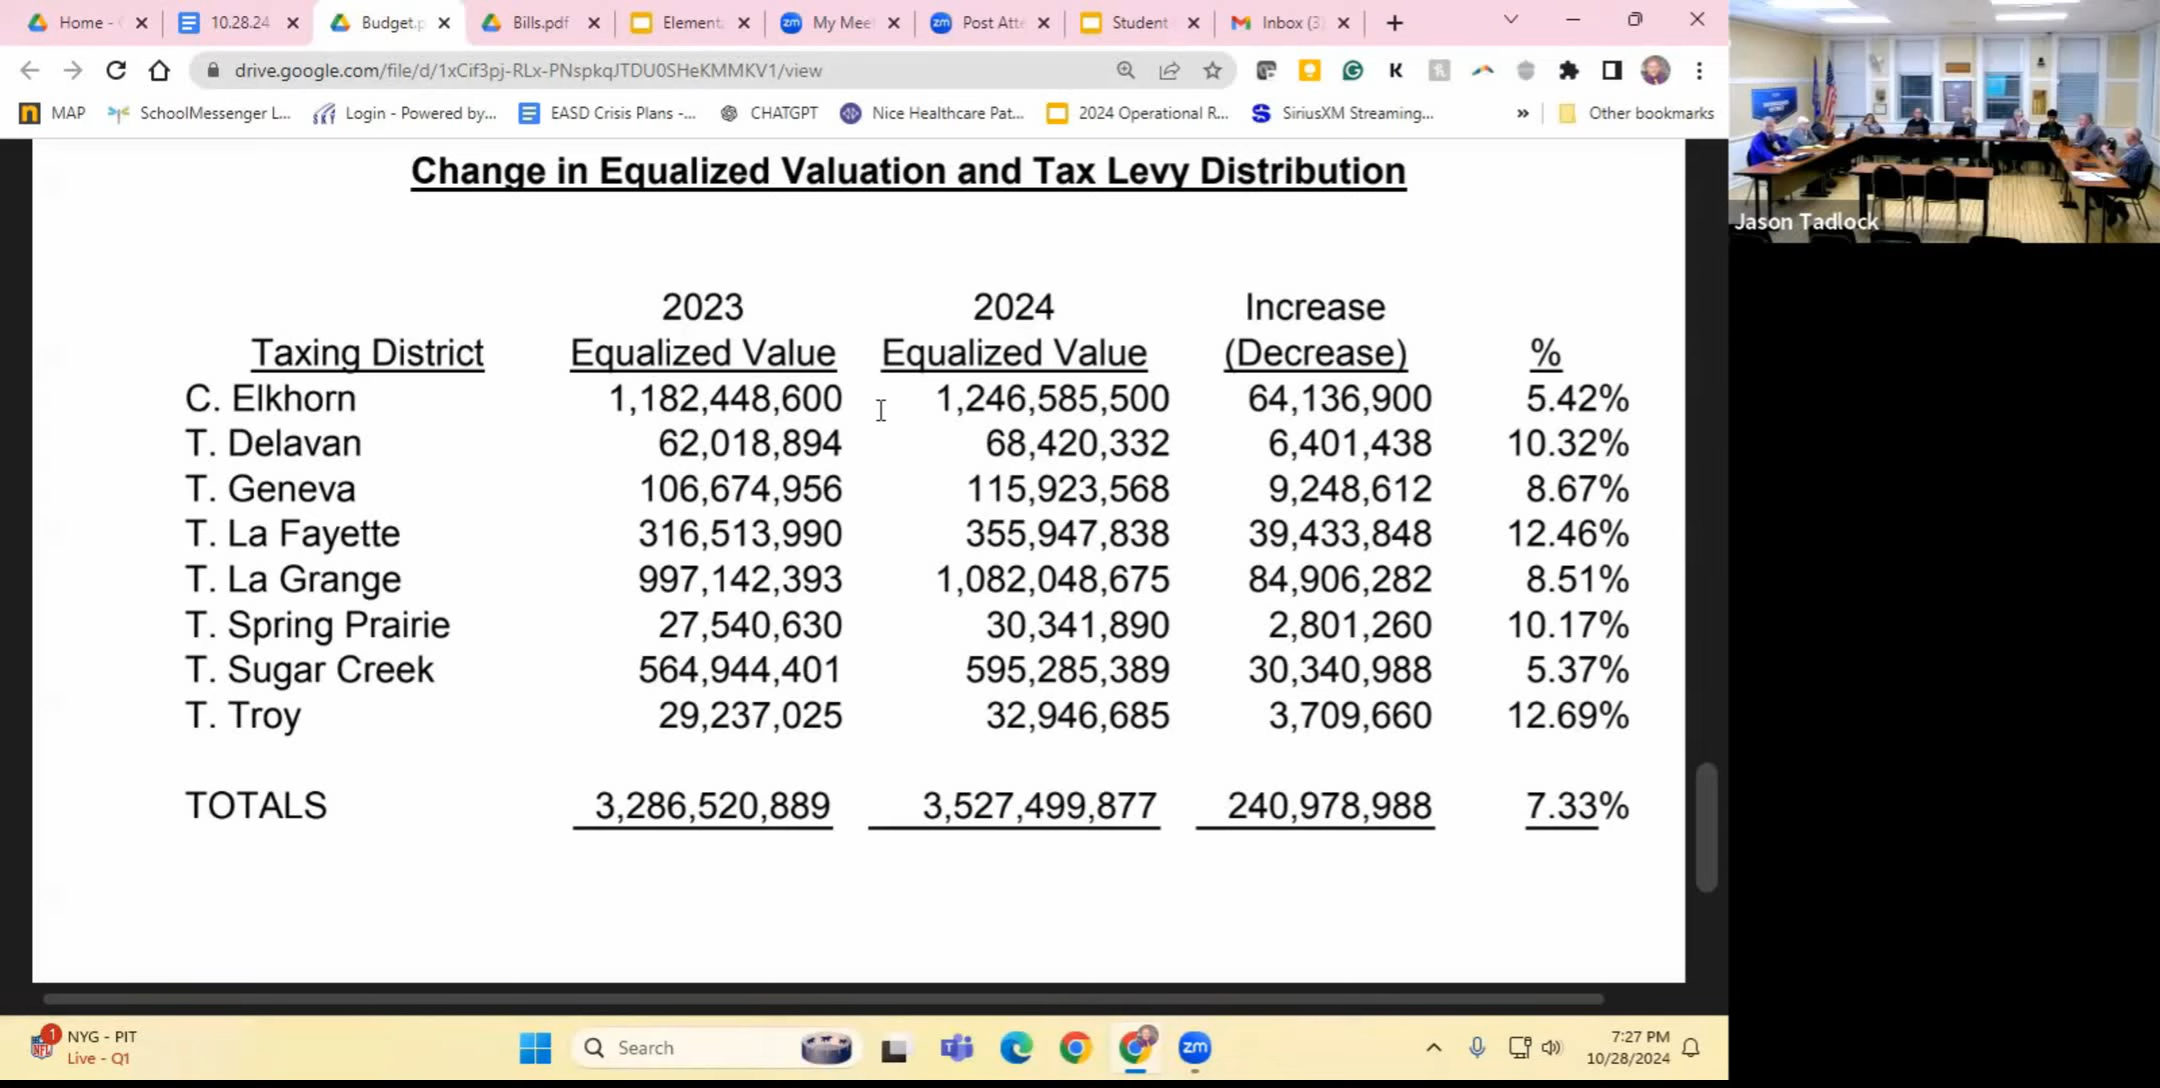 Home -
10.28.24
Budget.p
Bills.pdf
Element
My Mee
Post Atte
Student
Inbox (3)
drive.google.com/file/d/1xCif3pj-RLx-PNspkqJTDU0SHeKMMKV1/view
MAP
SchoolMessenger L...
Login - Powered by...
EASD Crisis Plans -...
CHATGPT
Nice Healthcare Pat...
2024 Operational R...
SiriusXM Streaming...
»
Other bookmarks
Jason Tadlock
Change in Equalized Valuation and Tax Levy Distribution
2023 2024 Increase
Taxing District Equalized Value Equalized Value (Decrease) %
C. Elkhorn 1,182,448,600 1,246,585,500 64,136,900 5.42%
T. Delavan 62,018,894 68,420,332 6,401,438 10.32%
T. Geneva 106,674,956 115,923,568 9,248,612 8.67%
T. La Fayette 316,513,990 355,947,838 39,433,848 12.46%
T. La Grange 997,142,393 1,082,048,675 84,906,282 8.51%
T. Spring Prairie 27,540,630 30,341,890 2,801,260 10.17%
T. Sugar Creek 564,944,401 595,285,389 30,340,988 5.37%
T. Troy 29,237,025 32,946,685 3,709,660 12.69%
TOTALS 3,286,520,889 3,527,499,877 240,978,988 7.33%
1
NFL
NYG - PIT
Live - Q1
Search
zm
7:27 PM
10/28/2024